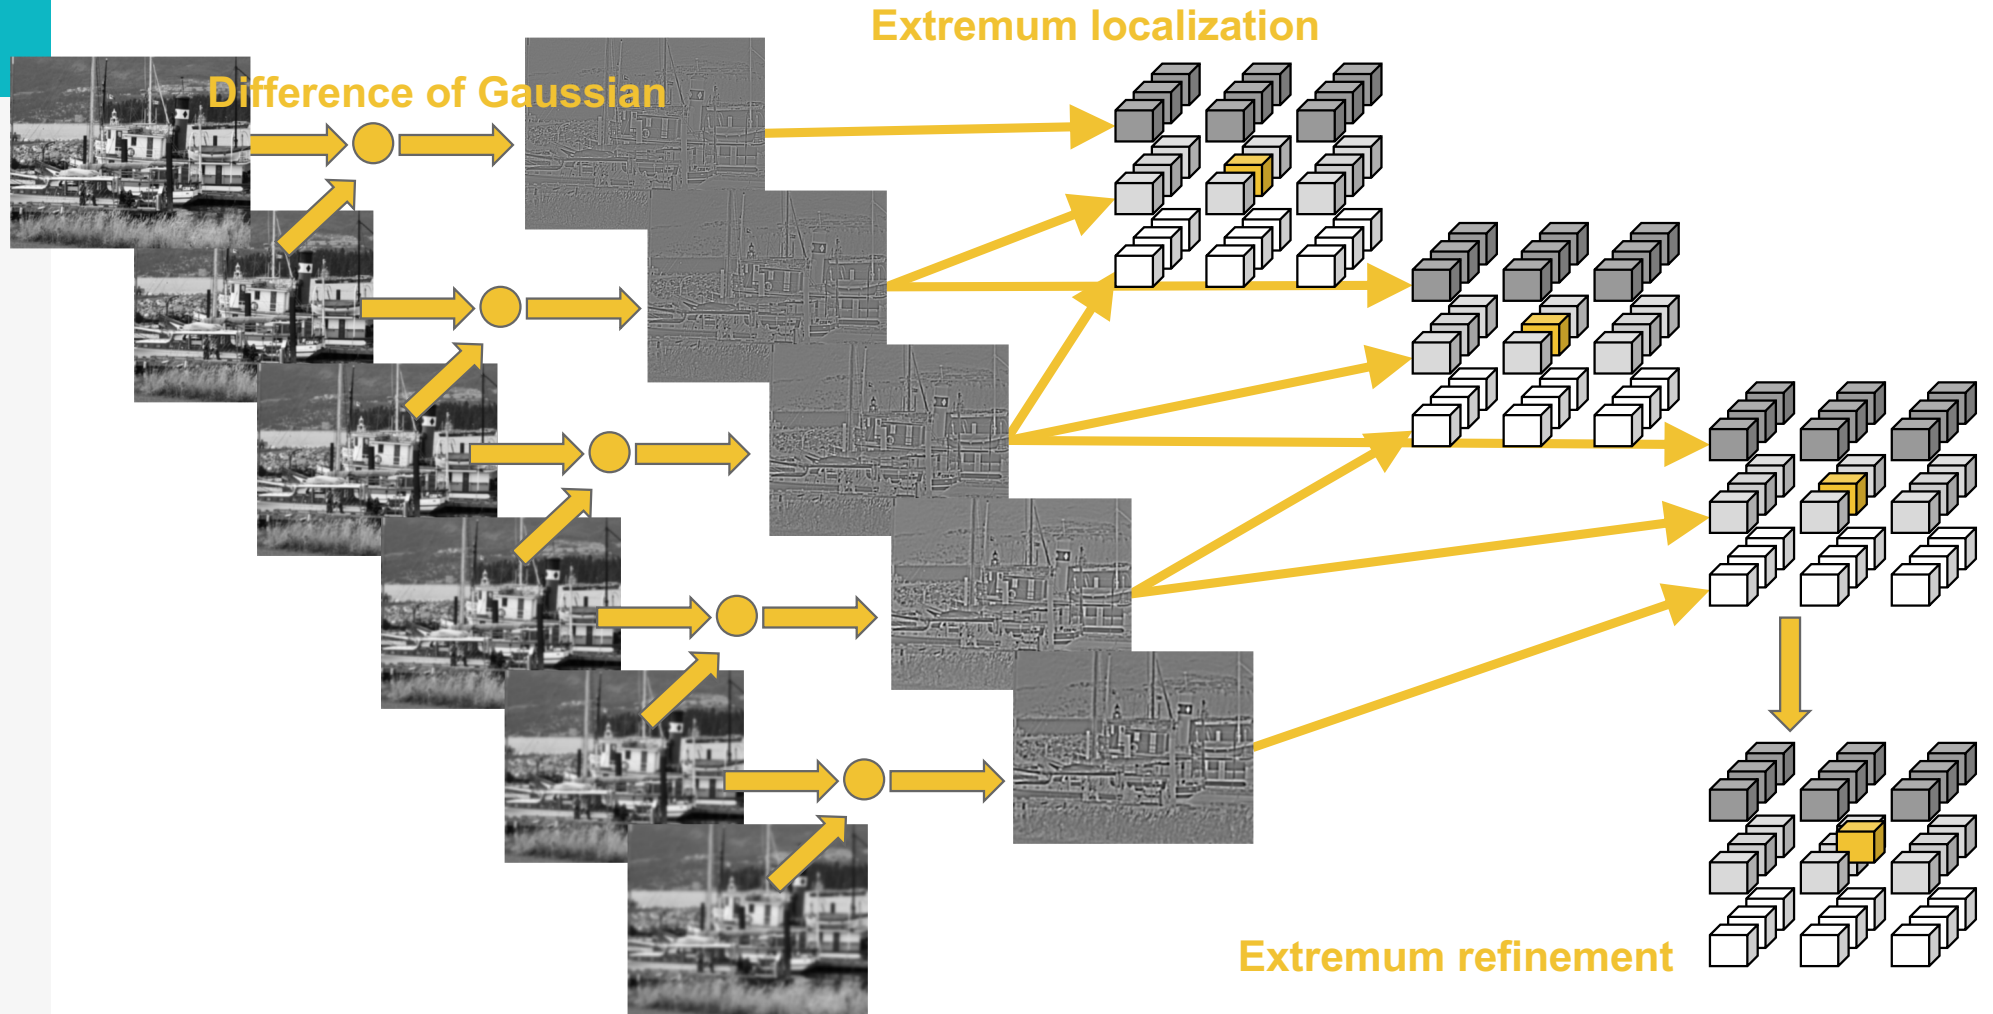 Extremum localization
Difference of Gaussian
Extremum refinement